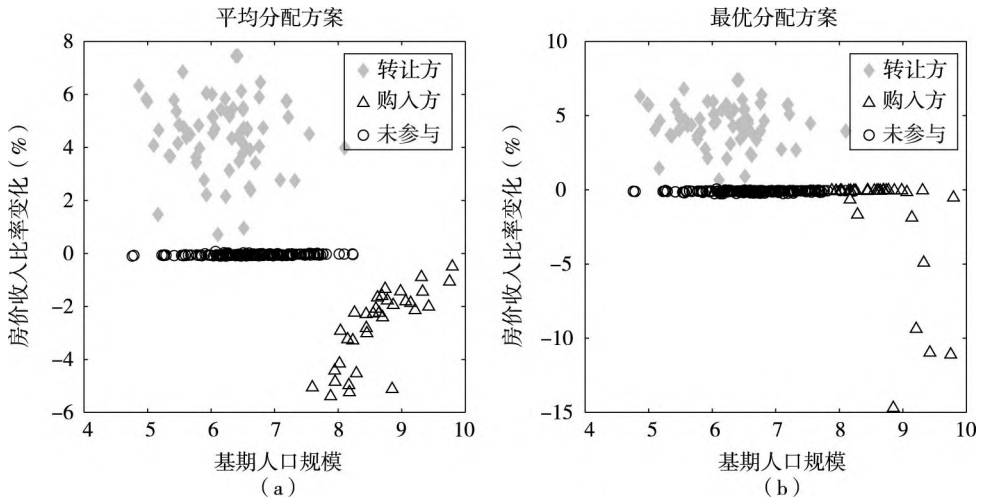 平均分配方案
8
6
4
2
0
-2
-4
-6
房价收入比率变化（%）
转让方
购入方
未参与
4 5 6 7 8 9 10
基期人口规模
（a）
最优分配方案
10
5
0
-5
-10
-15
房价收入比率变化（%）
转让方
购入方
未参与
4 5 6 7 8 9 10
基期人口规模
（b）